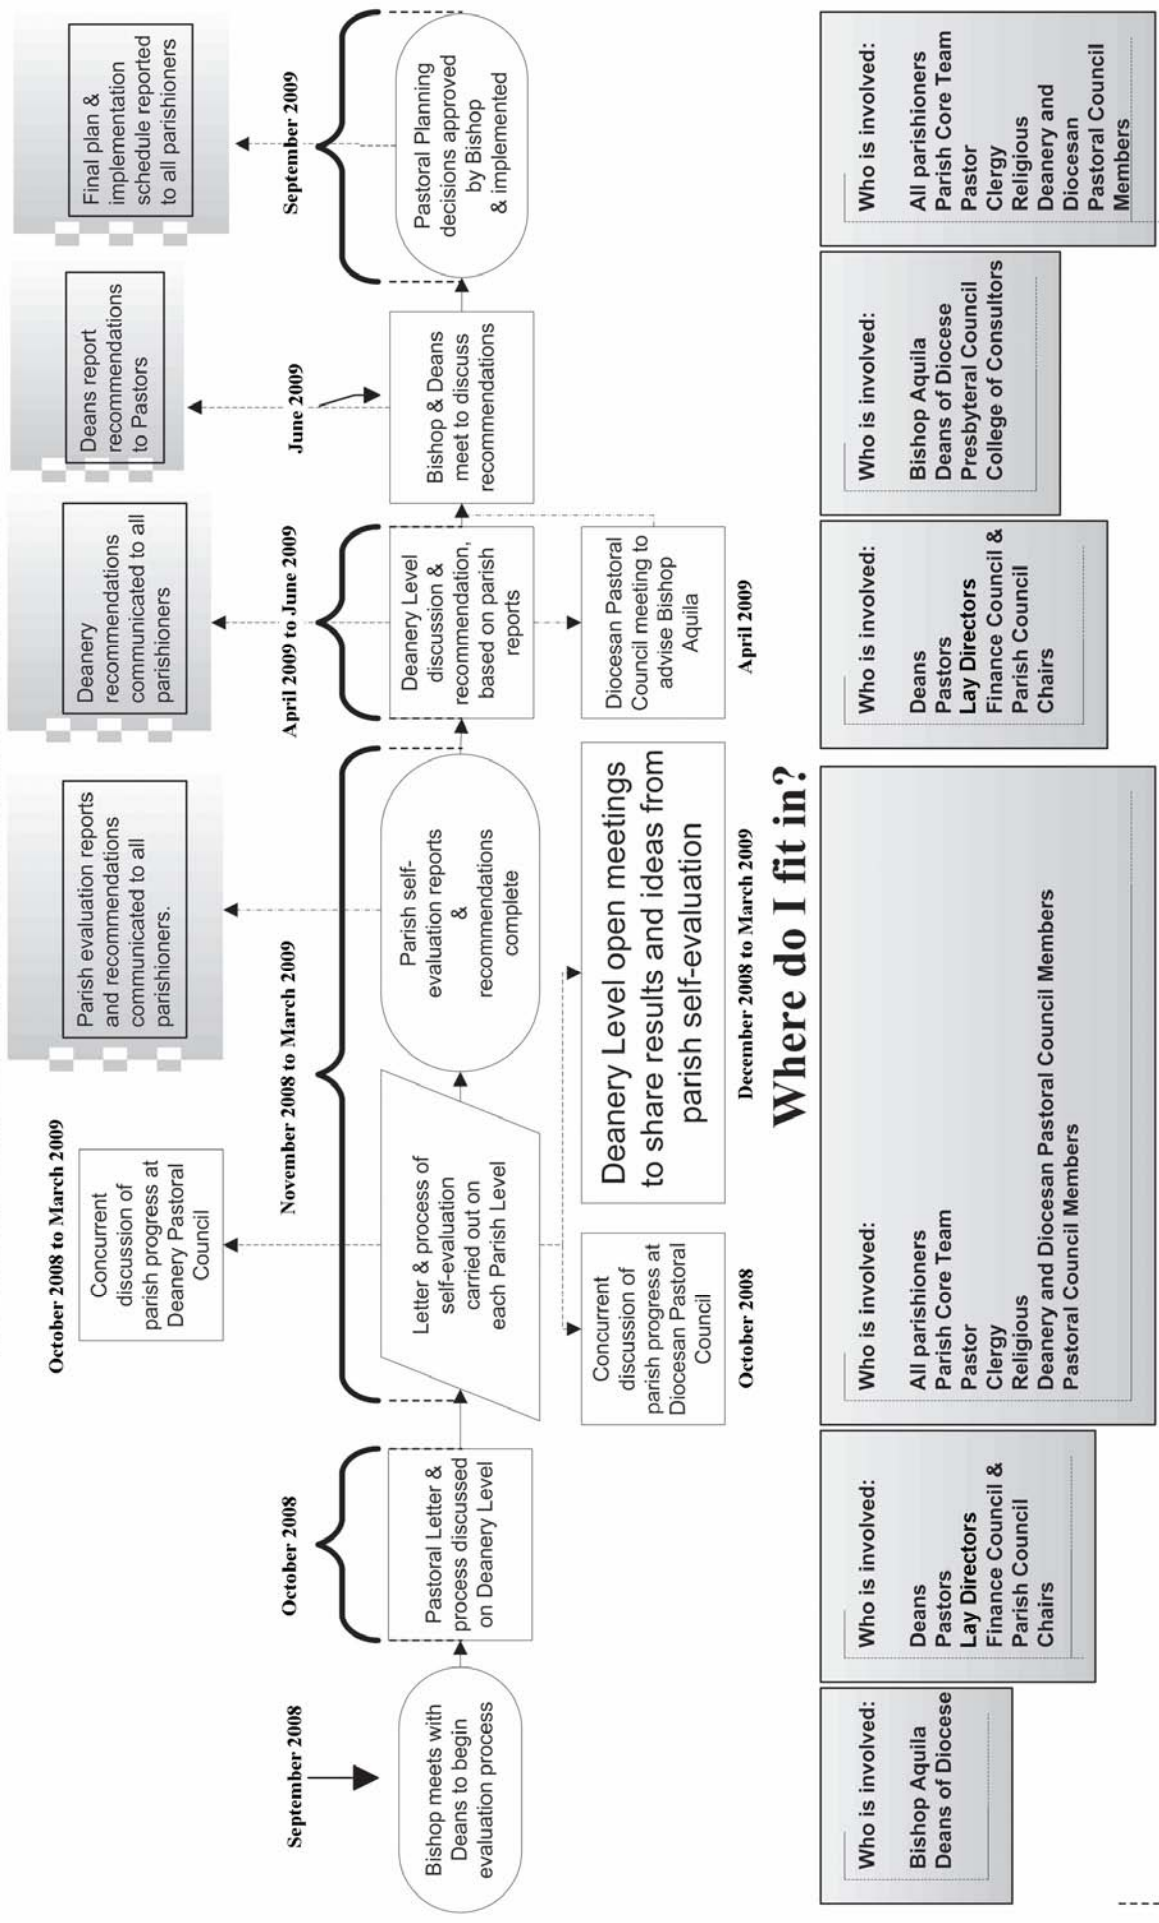 October 2008 to March 2009
Concurrent
discussion of
parish progress at
Deanery Pastoral
Council
Parish evaluation reports
and recommendations
communicated to all
parishioners.
Deanery
recommendations
communicated to all
parishioners
Deans report
recommendations
to Pastors
Final plan &
implementation
schedule reported
to all parishioners
September 2008
October 2008
November 2008 to March 2009
April 2009 to June 2009
June 2009
September 2009
Bishop meets with
Deans to begin
evaluation process
Pastoral Letter &
process discussed
on Deanery Level
Letter & process of
self-evaluation
carried out on
each Parish Level
Parish self-
evaluation reports
&
recommendations
complete
Deanery Level
discussion &
recommendation,
based on parish
reports
Bishop & Deans
meet to discuss
recommendations
Pastoral Planning
decisions approved
by Bishop
& implemented
Concurrent
discussion of
parish progress at
Diocesan Pastoral
Council
October 2008
Deanery Level open meetings
to share results and ideas from
parish self-evaluation
December 2008 to March 2009
Diocesan Pastoral
Council meeting to
advise Bishop
Aquila
April 2009
Where do I fit in?
Who is involved:
Bishop Aquila
Deans of Diocese
Who is involved:
Deans
Pastors
Lay Directors
Finance Council &
Parish Council
Chairs
Who is involved:
All parishioners
Parish Core Team
Pastor
Clergy
Religious
Deanery and Diocesan Pastoral Council Members
Pastoral Council Members
Who is involved:
Deans
Pastors
Lay Directors
Finance Council &
Parish Council
Chairs
Who is involved:
Bishop Aquila
Deans of Diocese
Presbyteral Council
College of Consultors
Who is involved:
All parishioners
Parish Core Team
Pastor
Clergy
Religious
Deanery and
Diocesan
Pastoral Council
Members